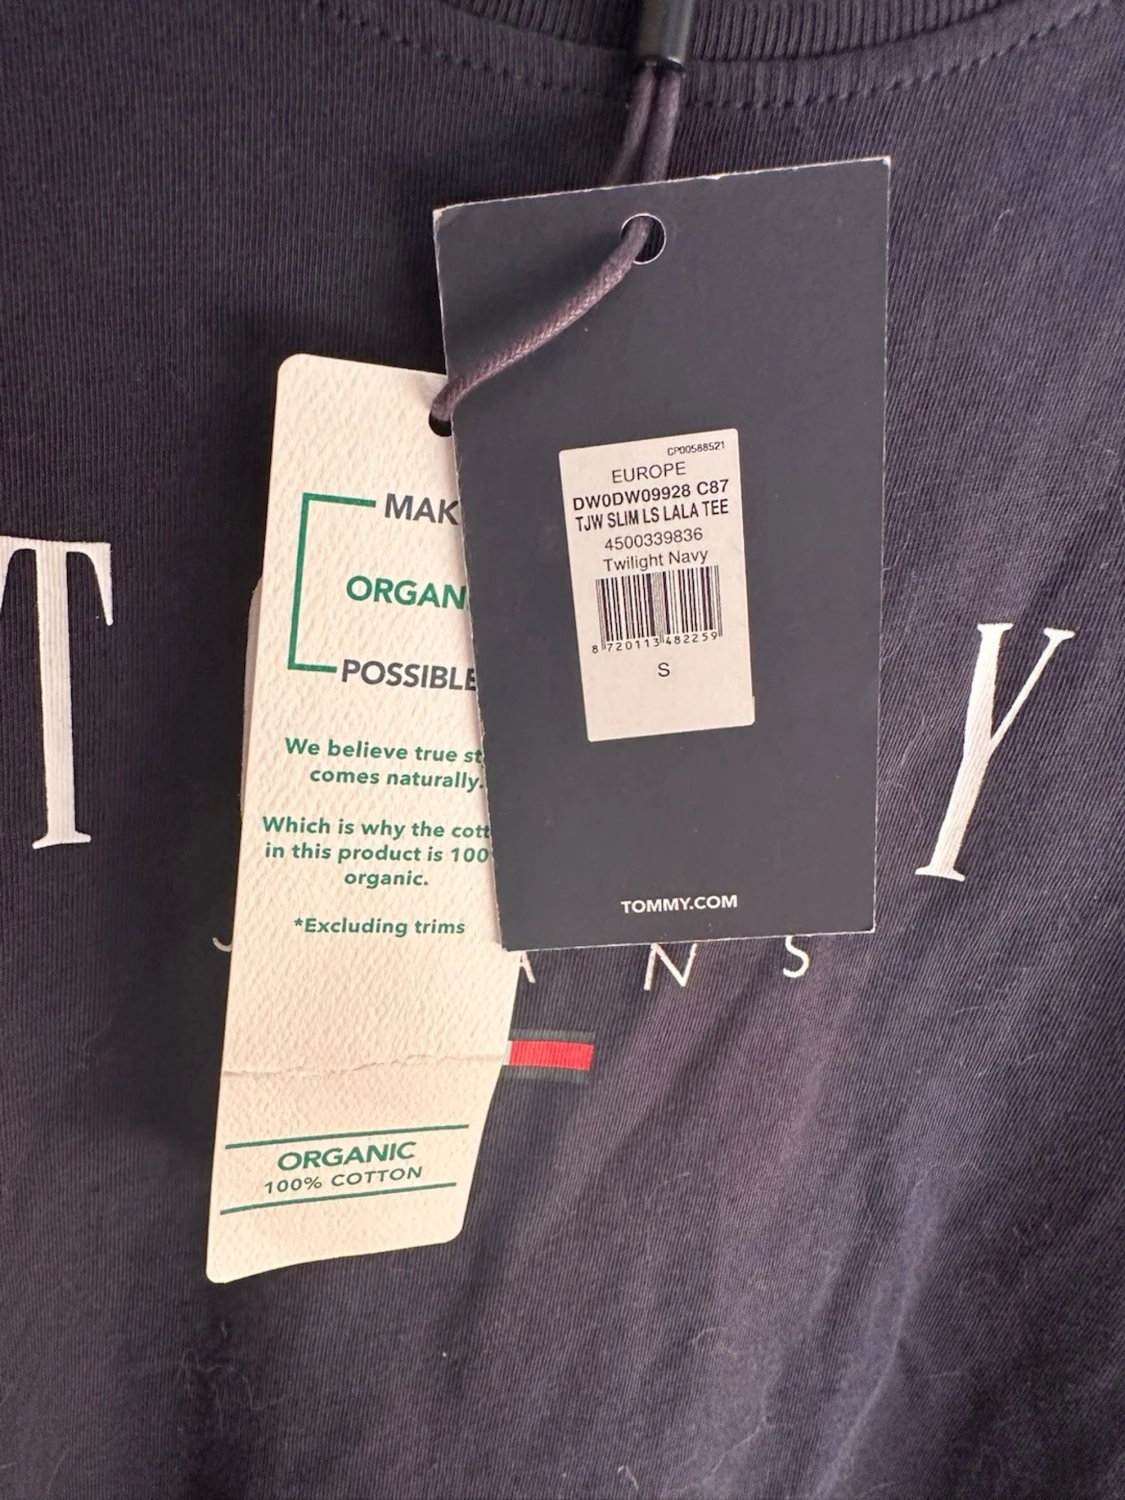 CP00588521
EUROPE
DW0DW09928 C87
TJW SLIM LS LALA TEE
4500339836
Twilight Navy
8 720113 482259
S
TOMMY.COM
MAK
ORGAN
POSSIBLE
We believe true st
comes naturally.
Which is why the cott
in this product is 100
organic.
*Excluding trims
ORGANIC
100% COTTON
T Y
A N S